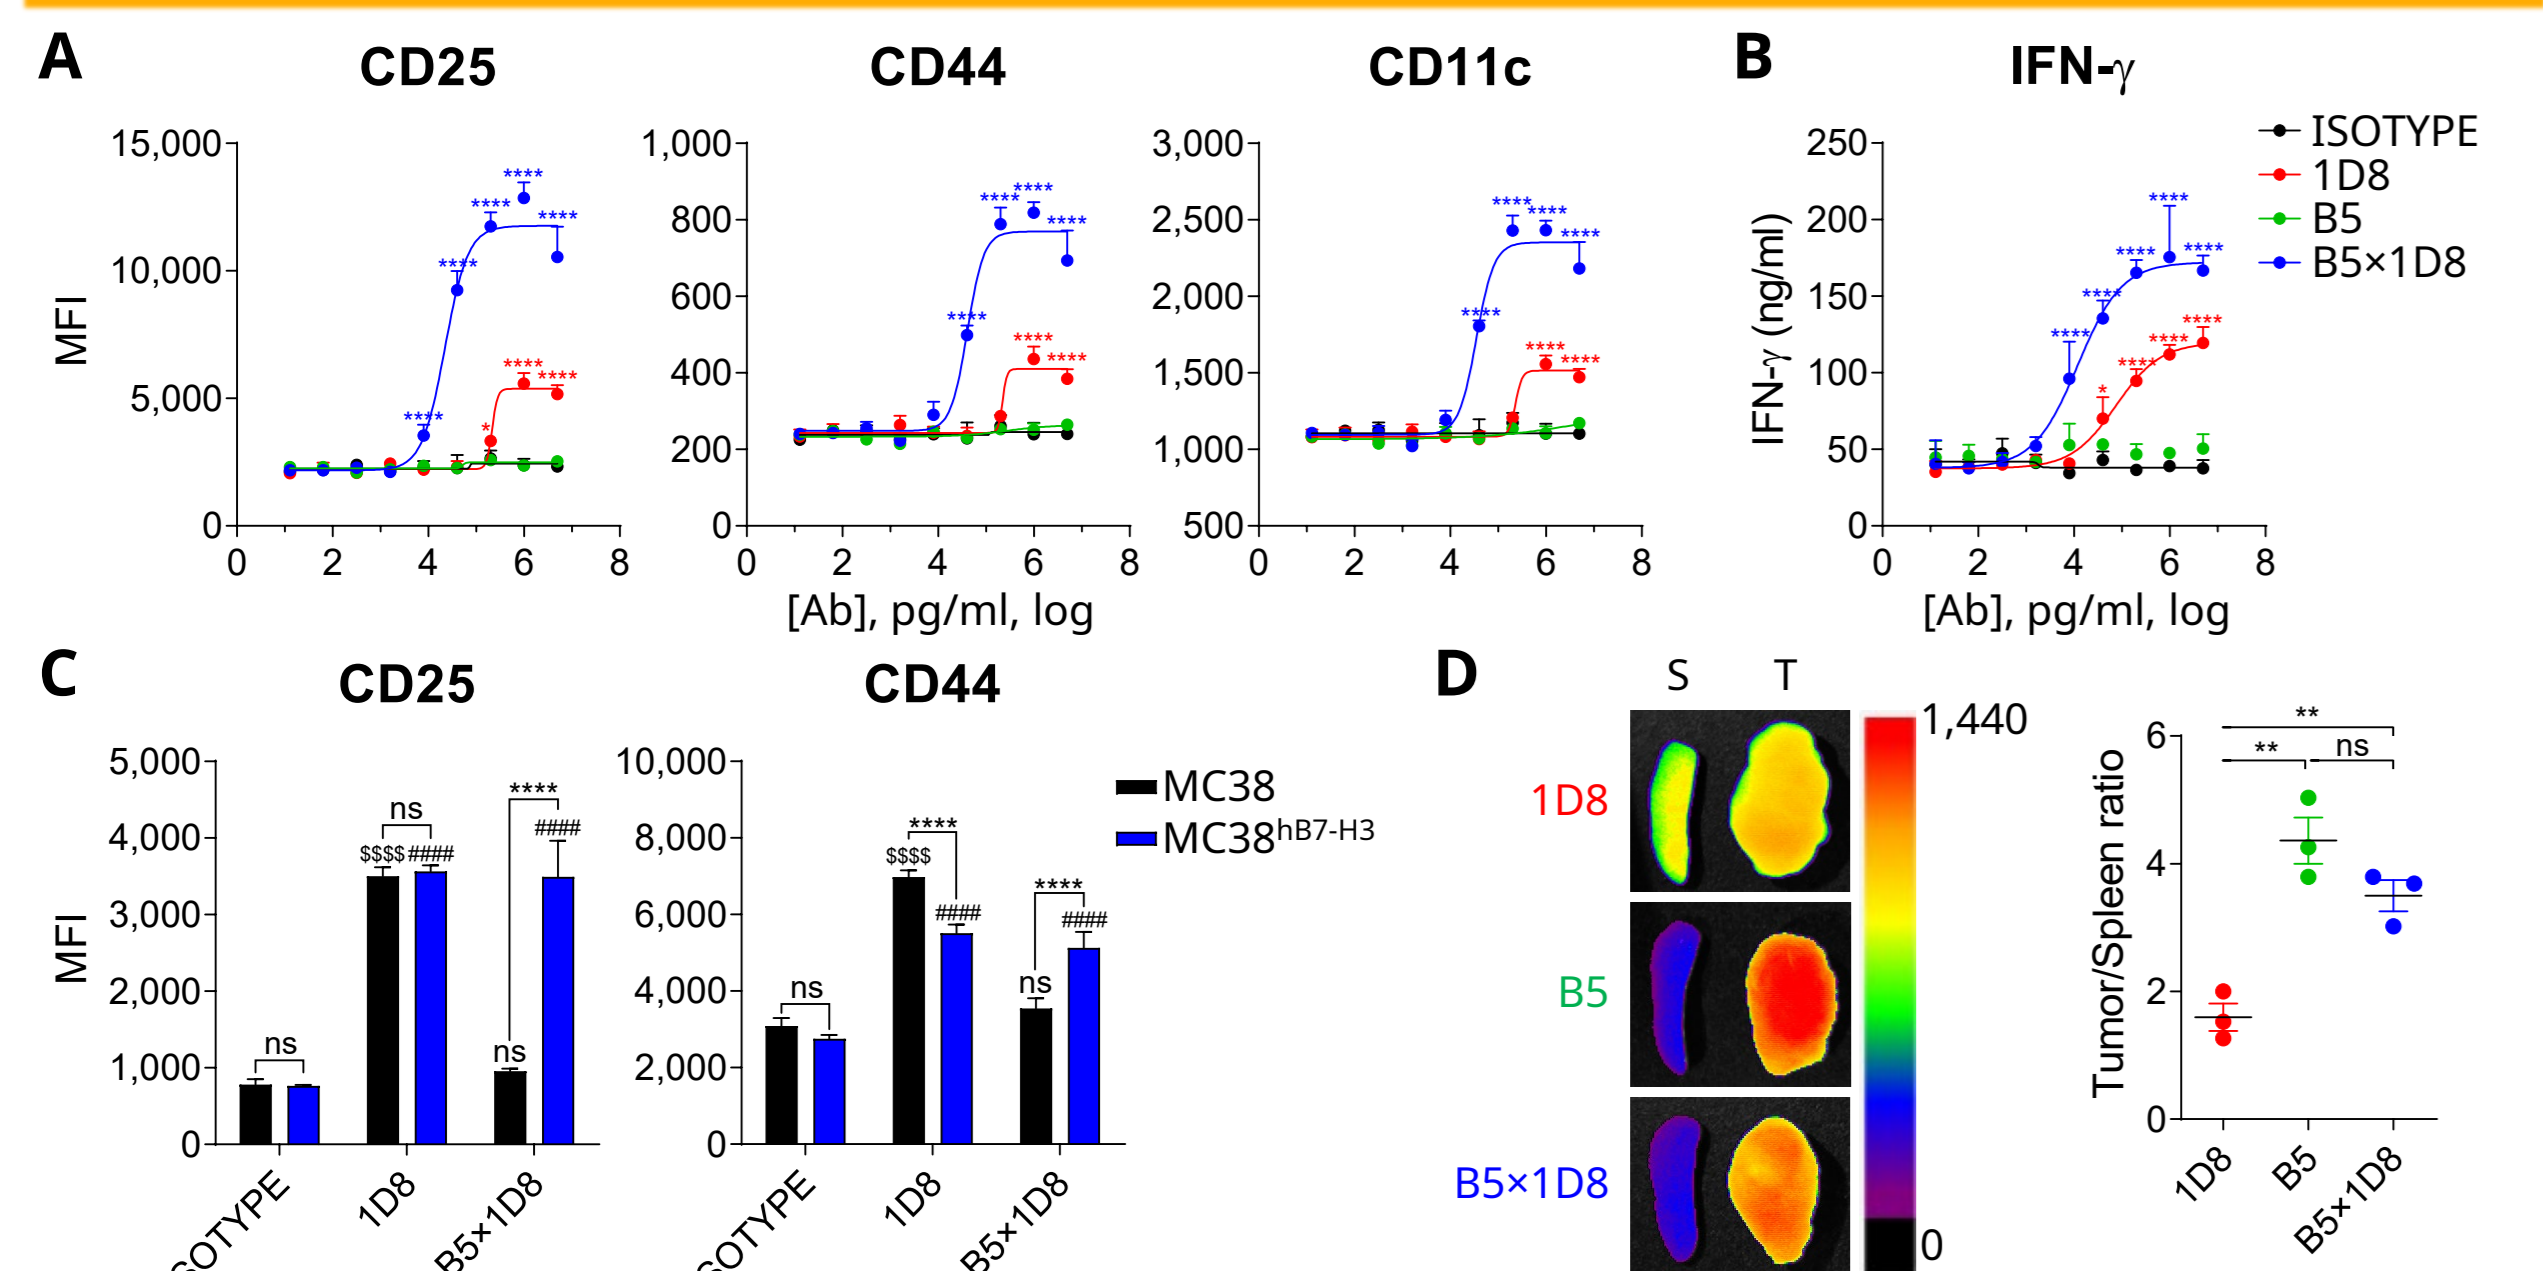 A
CD25
CD44
CD11c
B
IFN-γ
MFI
15,000
10,000
5,000
0
0 2 4 6 8
**** **** **** **** ****
* **** ****
1,000
800
600
400
200
0
0 2 4 6 8
**** **** **** ****
**** ****
[Ab], pg/ml, log
3,000
2,500
2,000
1,500
1,000
500
0 2 4 6 8
**** **** **** ****
**** ****
IFN-γ (ng/ml)
250
200
150
100
50
0
0 2 4 6 8
**** **** **** **** ****
* **** **** ****
[Ab], pg/ml, log
ISOTYPE
1D8
B5
B5×1D8
C
CD25
CD44
MFI
5,000
4,000
3,000
2,000
1,000
0
ns
ns
$$$$ ####
****
ns ####
ISOTYPE
1D8
B5×1D8
10,000
8,000
6,000
4,000
2,000
0
ns
****
$$$$ ####
****
ns ####
ISOTYPE
1D8
B5×1D8
MC38
MC38hB7-H3
D
S T
1D8
B5
B5×1D8
1,440
0
Tumor/Spleen ratio
6
4
2
0
**
** ns
1D8
B5
B5×1D8